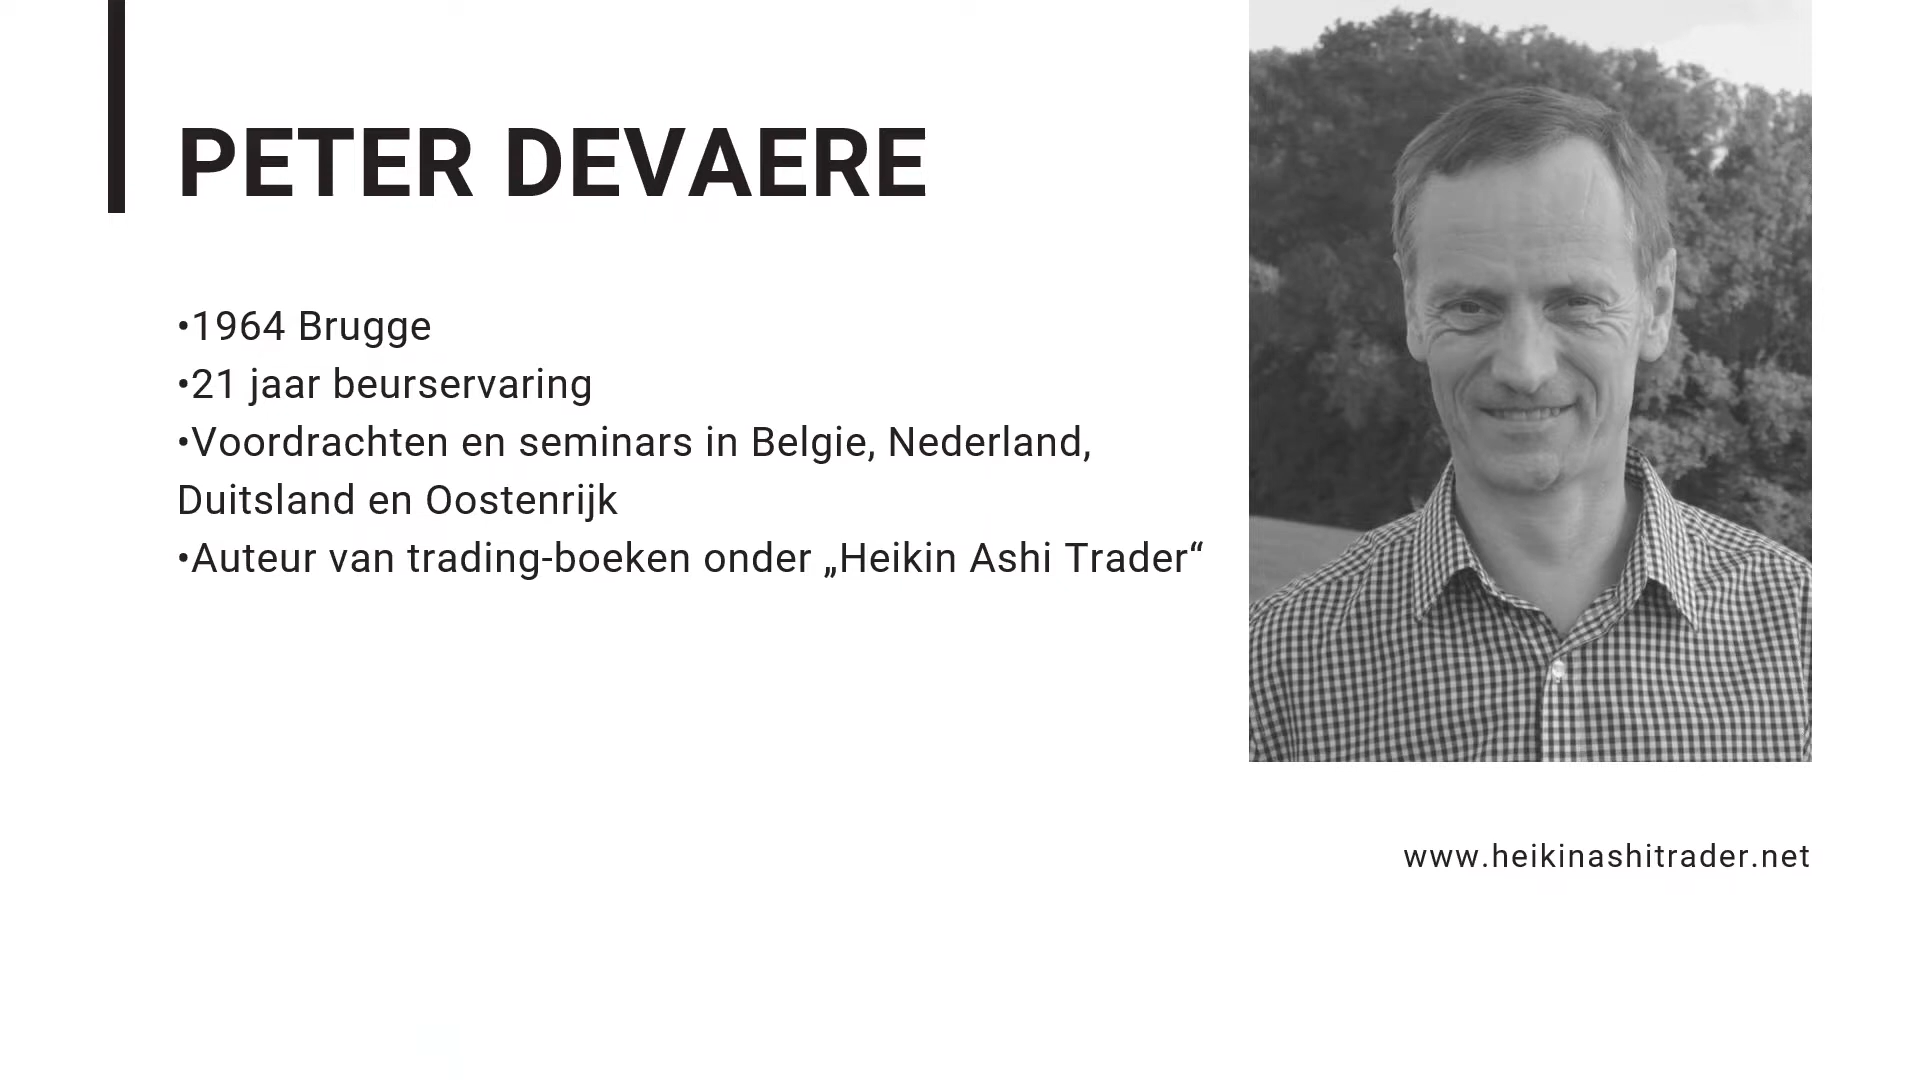 PETER DEVAERE
•1964 Brugge
•21 jaar beurservaring
•Voordrachten en seminars in Belgie, Nederland,
Duitsland en Oostenrijk
•Auteur van trading-boeken onder „Heikin Ashi Trader“
www.heikinashitrader.net